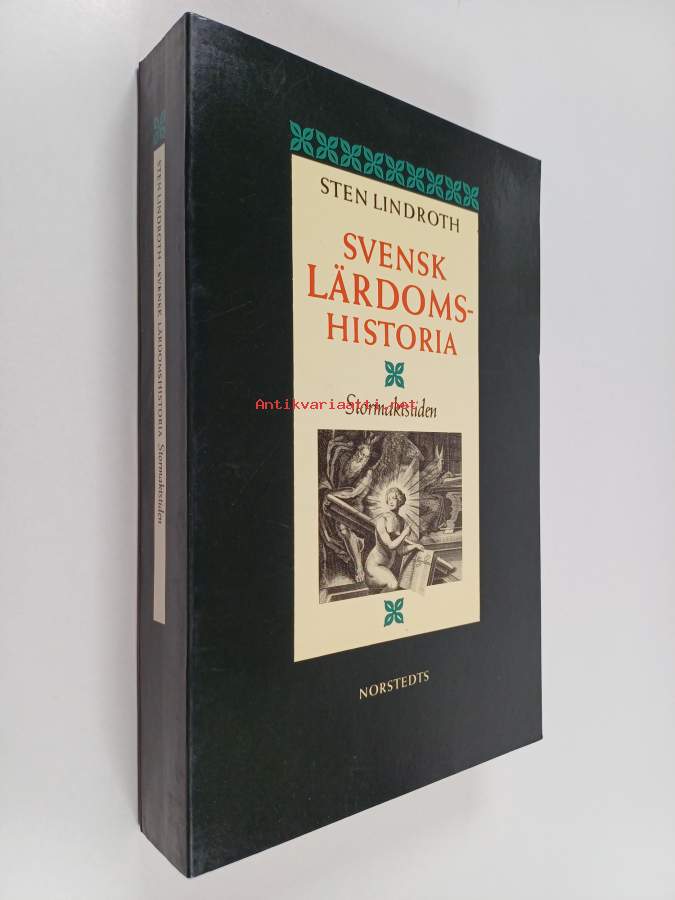 STEN LINDROTH
SVENSK
LÄRDOMS-
HISTORIA
Stormaktstiden
Antikvariaatti.net
NORSTEDTS
STEN LINDROTH · SVENSK LÄRDOMSHISTORIA Stormaktstiden